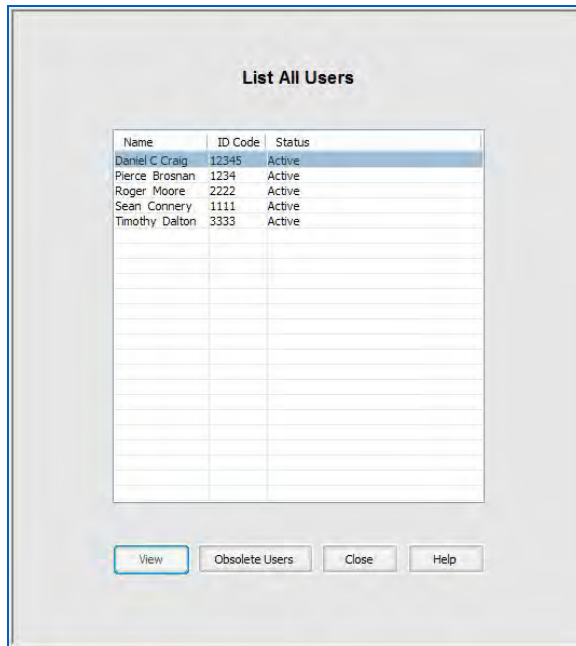 List All Users
Name ID Code Status
Daniel C Craig 12345 Active
Pierce Brosnan 1234 Active
Roger Moore 2222 Active
Sean Connery 1111 Active
Timothy Dalton 3333 Active
View Obsolete Users Close Help